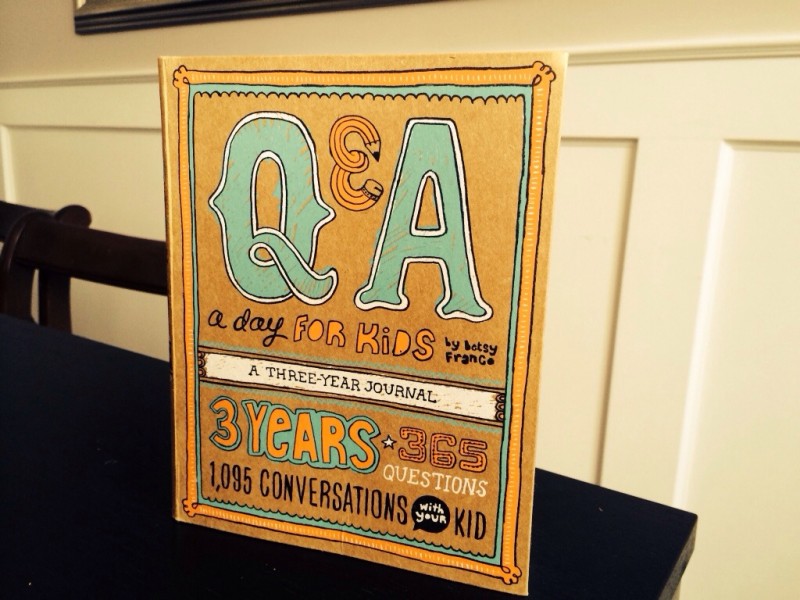 Q & A
a day FOR KiDS by betsy
FRANCO
A THREE-YEAR JOURNAL
3 YEARS ★ 365
QUESTIONS
1,095 CONVERSATIONS with your KID